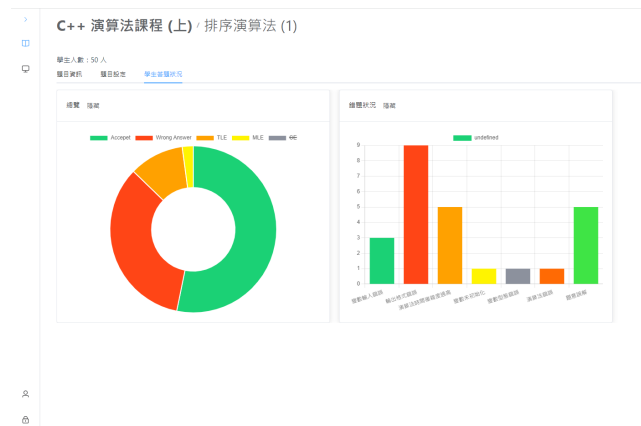 C++ 演算法課程 (上) / 排序演算法 (1)
學生人數 : 50 人
題目資訊 題目設定 學生答題狀況
總覽 隱藏
Accepet Wrong Answer TLE MLE CE
錯題狀況 隱藏
undefined
9
8
7
6
5
4
3
2
1
0
變數輸入錯誤
輸出格式錯誤
演算法時間複雜度過高
變數未初始化
變數型態錯誤
演算法錯誤
題意誤解